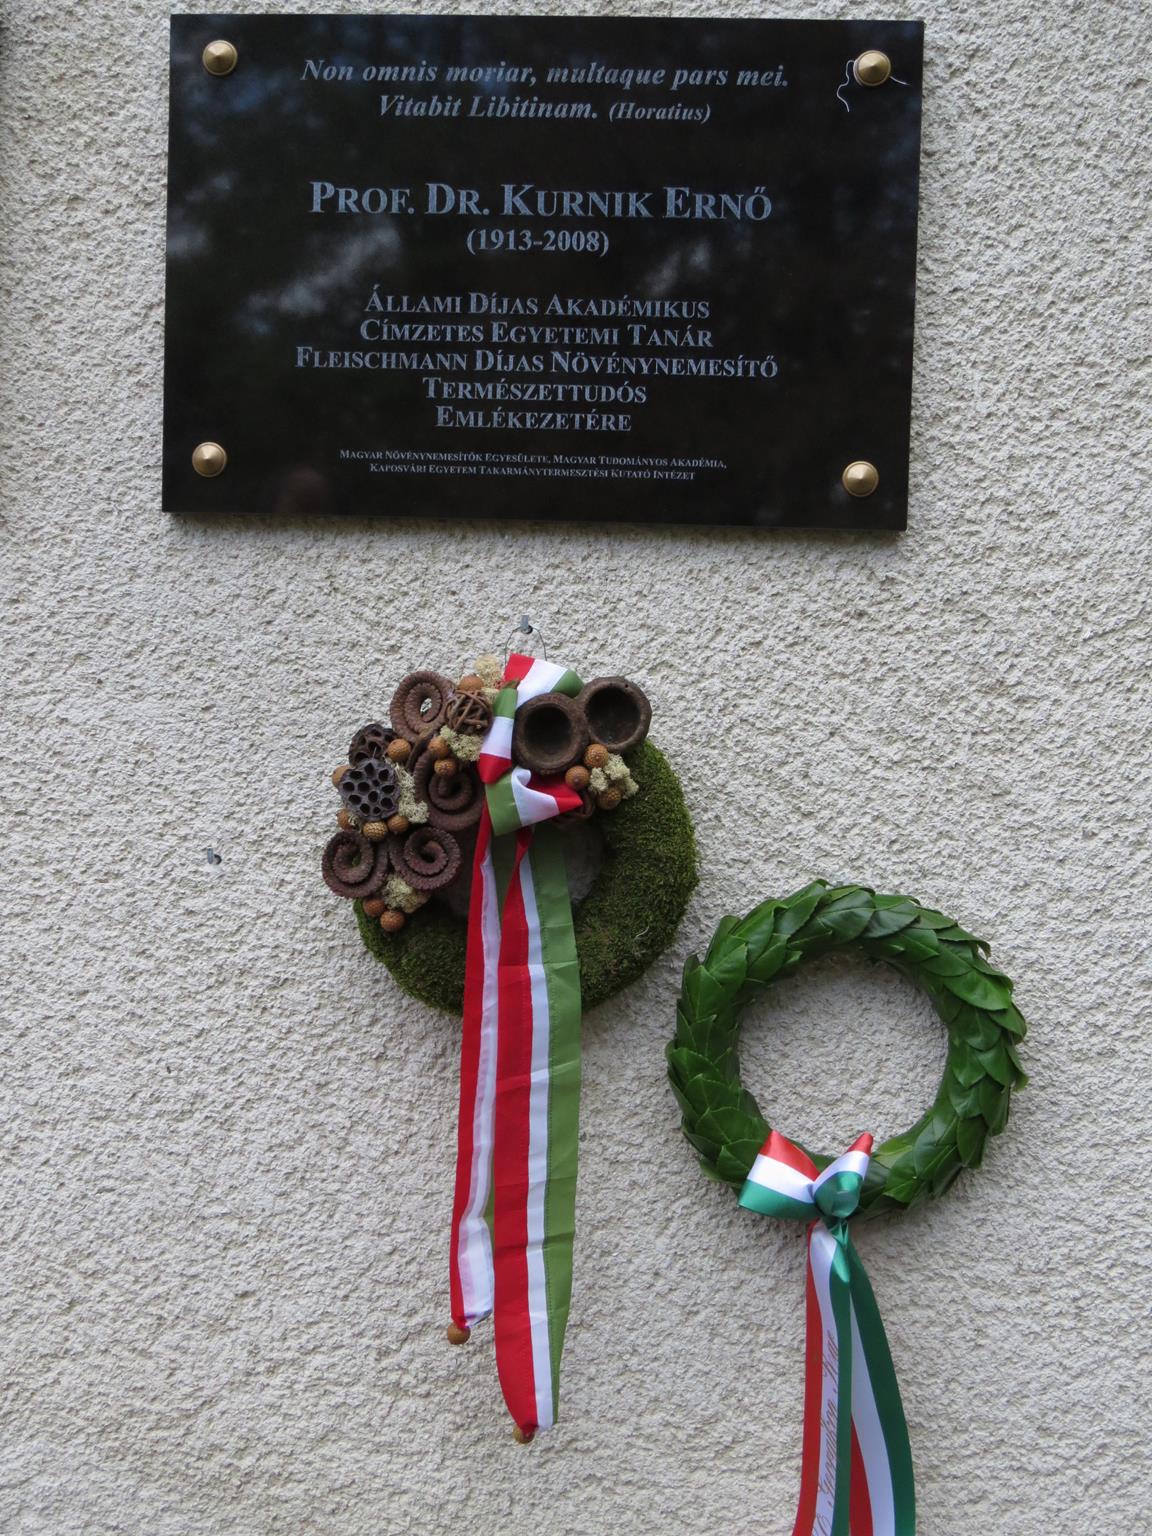 Non omnis moriar, multaque pars mei.
Vitabit Libitinam. (Horatius)
PROF. DR. KURNIK ERNŐ
(1913-2008)
ÁLLAMI DÍJAS AKADÉMIKUS
CÍMZETES EGYETEMI TANÁR
FLEISCHMANN DÍJAS NÖVÉNYNEMESÍTŐ
TERMÉSZETTUDÓS
EMLÉKEZETÉRE
MAGYAR NÖVÉNYNEMESÍTŐK EGYESÜLETE, MAGYAR TUDOMÁNYOS AKADÉMIA,
KAPOSVÁRI EGYETEM TAKARMÁNYTERMESZTÉSI KUTATÓ INTÉZET